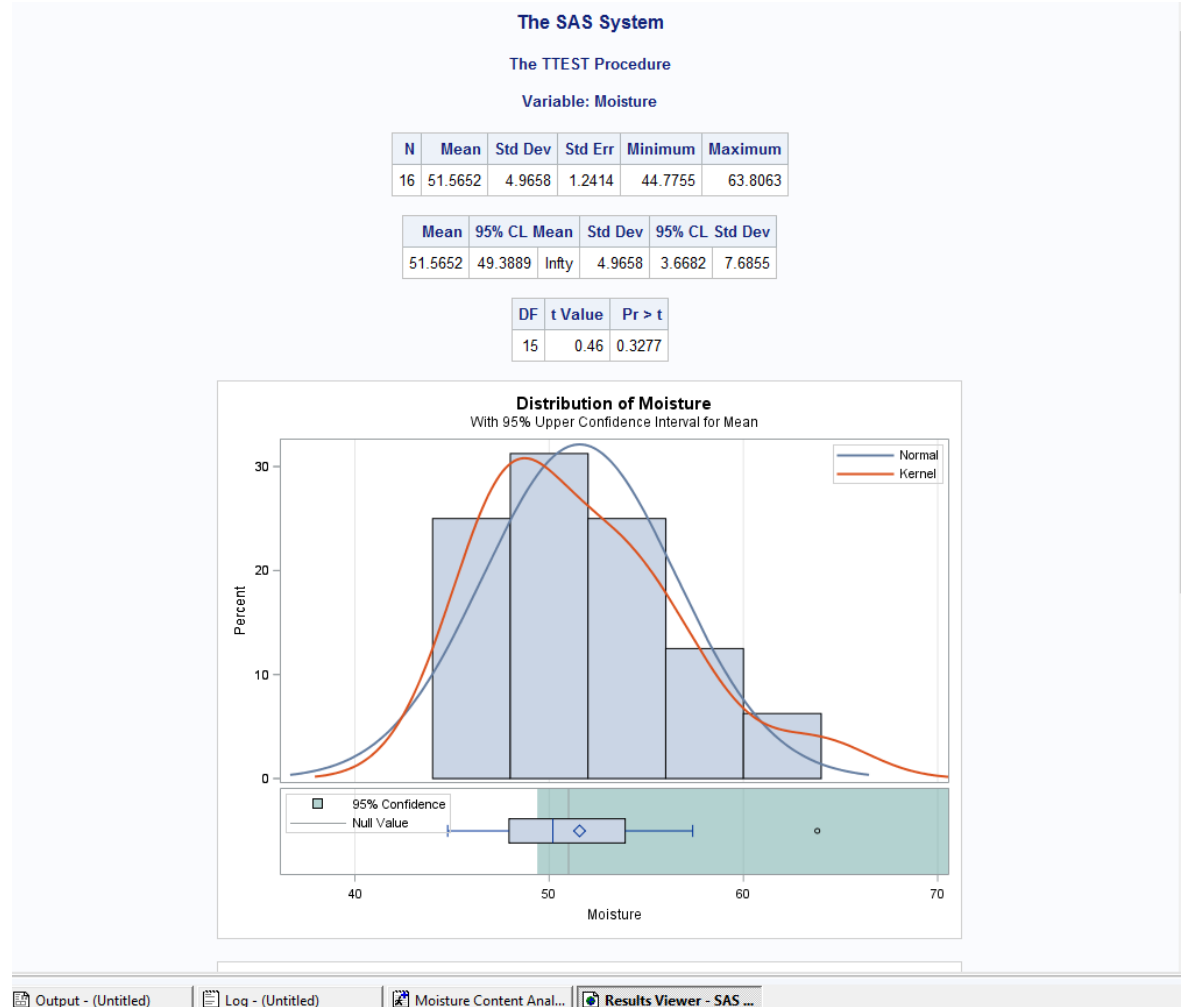 The SAS System
The TTEST Procedure
Variable: Moisture
N Mean Std Dev Std Err Minimum Maximum
16 51.5652 4.9658 1.2414 44.7755 63.8063
Mean 95% CL Mean Std Dev 95% CL Std Dev
51.5652 49.3889 Infty 4.9658 3.6682 7.6855
DF t Value Pr > t
15 0.46 0.3277
Distribution of Moisture
With 95% Upper Confidence Interval for Mean
Normal
Kernel
30
20
10
0
Percent
95% Confidence
Null Value
40 50 60 70
Moisture
Output - (Untitled) Log - (Untitled) Moisture Content Anal... Results Viewer - SAS ...